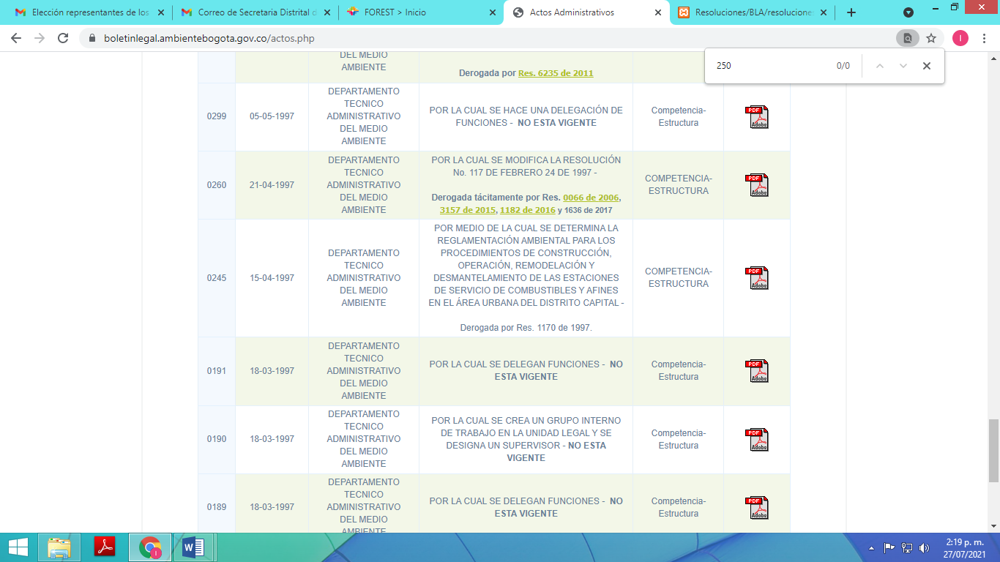 Elección representantes de los
Correo de Secretaria Distrital d
FOREST > Inicio
Actos Administrativos
Resoluciones/BLA/resoluciones
boletinlegal.ambientebogota.gov.co/actos.php
I
250
0/0
DEL MEDIO
AMBIENTE
Derogada por Res. 6235 de 2011
0299
05-05-1997
DEPARTAMENTO
TECNICO
ADMINISTRATIVO
DEL MEDIO
AMBIENTE
POR LA CUAL SE HACE UNA DELEGACIÓN DE
FUNCIONES - NO ESTA VIGENTE
Competencia-
Estructura
PDF
Adobe
0260
21-04-1997
DEPARTAMENTO
TECNICO
ADMINISTRATIVO
DEL MEDIO
AMBIENTE
POR LA CUAL SE MODIFICA LA RESOLUCIÓN
No. 117 DE FEBRERO 24 DE 1997 -
Derogada tácitamente por Res. 0066 de 2006,
3157 de 2015, 1182 de 2016 y 1636 de 2017
COMPETENCIA-
ESTRUCTURA
PDF
Adobe
0245
15-04-1997
DEPARTAMENTO
TECNICO
ADMINISTRATIVO
DEL MEDIO
AMBIENTE
POR MEDIO DE LA CUAL SE DETERMINA LA
REGLAMENTACIÓN AMBIENTAL PARA LOS
PROCEDIMIENTOS DE CONSTRUCCIÓN,
OPERACIÓN, REMODELACIÓN Y
DESMANTELAMIENTO DE LAS ESTACIONES
DE SERVICIO DE COMBUSTIBLES Y AFINES
EN EL ÁREA URBANA DEL DISTRITO CAPITAL -
Derogada por Res. 1170 de 1997.
COMPETENCIA-
ESTRUCTURA
PDF
Adobe
0191
18-03-1997
DEPARTAMENTO
TECNICO
ADMINISTRATIVO
DEL MEDIO
AMBIENTE
POR LA CUAL SE DELEGAN FUNCIONES - NO
ESTA VIGENTE
Competencia-
Estructura
PDF
Adobe
0190
18-03-1997
DEPARTAMENTO
TECNICO
ADMINISTRATIVO
DEL MEDIO
AMBIENTE
POR LA CUAL SE CREA UN GRUPO INTERNO
DE TRABAJO EN LA UNIDAD LEGAL Y SE
DESIGNA UN SUPERVISOR - NO ESTA
VIGENTE
Competencia-
Estructura
PDF
Adobe
0189
18-03-1997
DEPARTAMENTO
TECNICO
ADMINISTRATIVO
DEL MEDIO
AMBIENTE
POR LA CUAL SE DELEGAN FUNCIONES - NO
ESTA VIGENTE
Competencia-
Estructura
PDF
Adobe
2:19 p. m.
27/07/2021